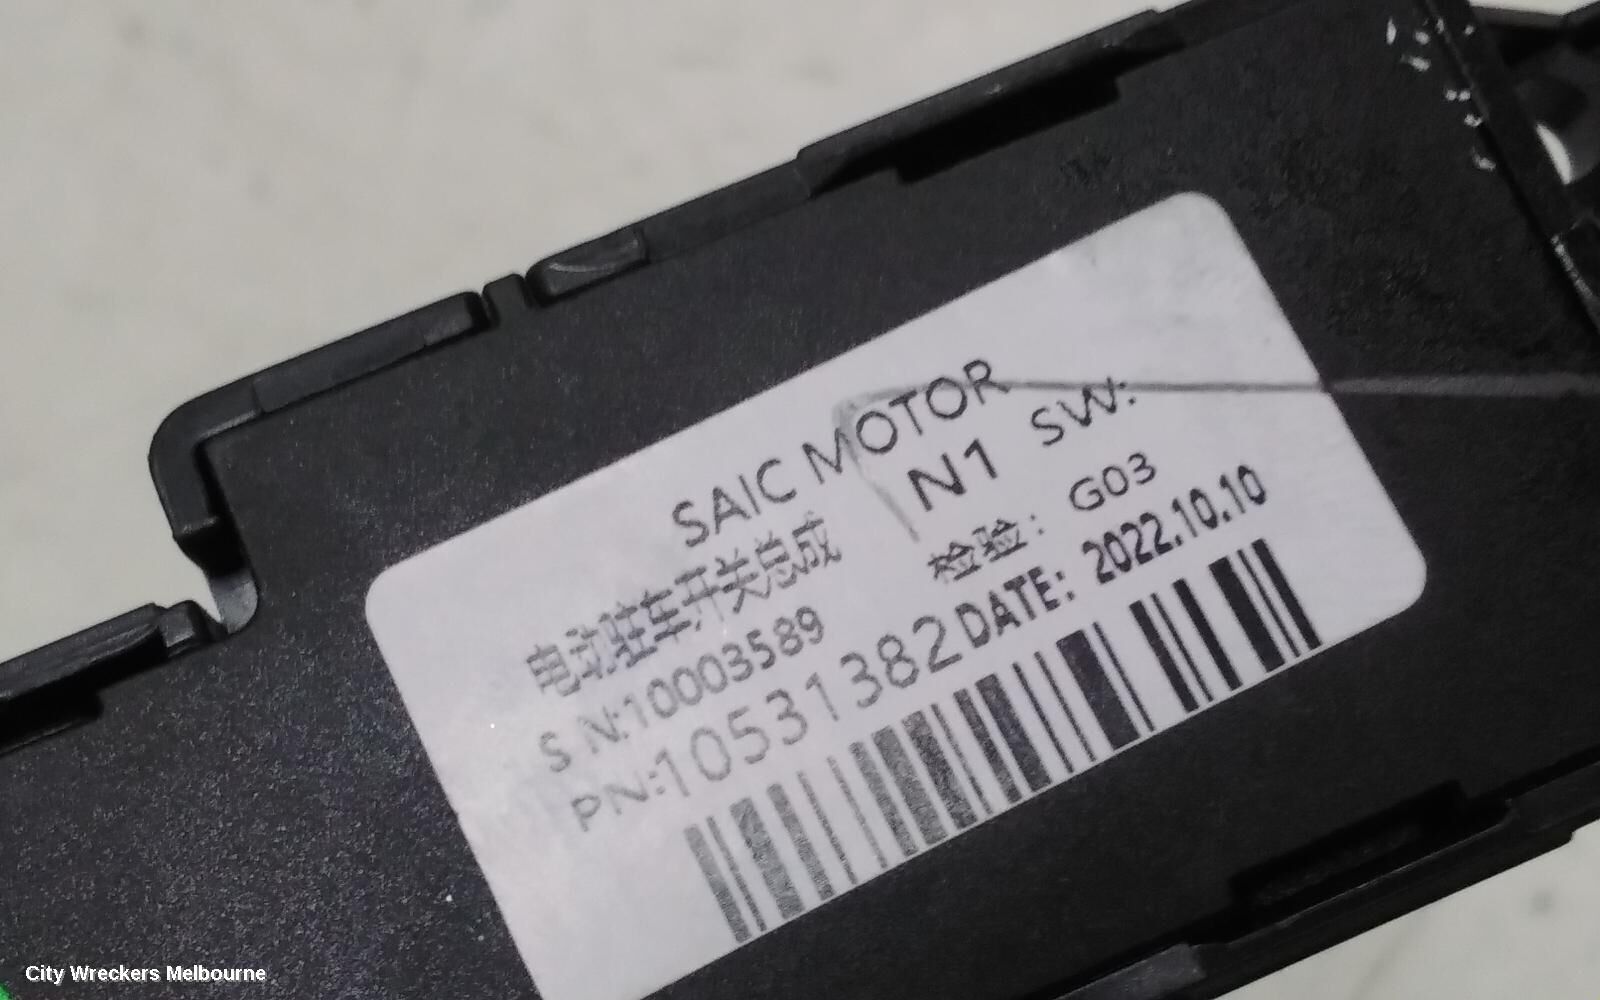 SAIC MOTOR
N1 SW:
电动驻车开关总成
检验: G03
S N:10003589
DATE: 2022.10.10
PN:10531382
City Wreckers Melbourne